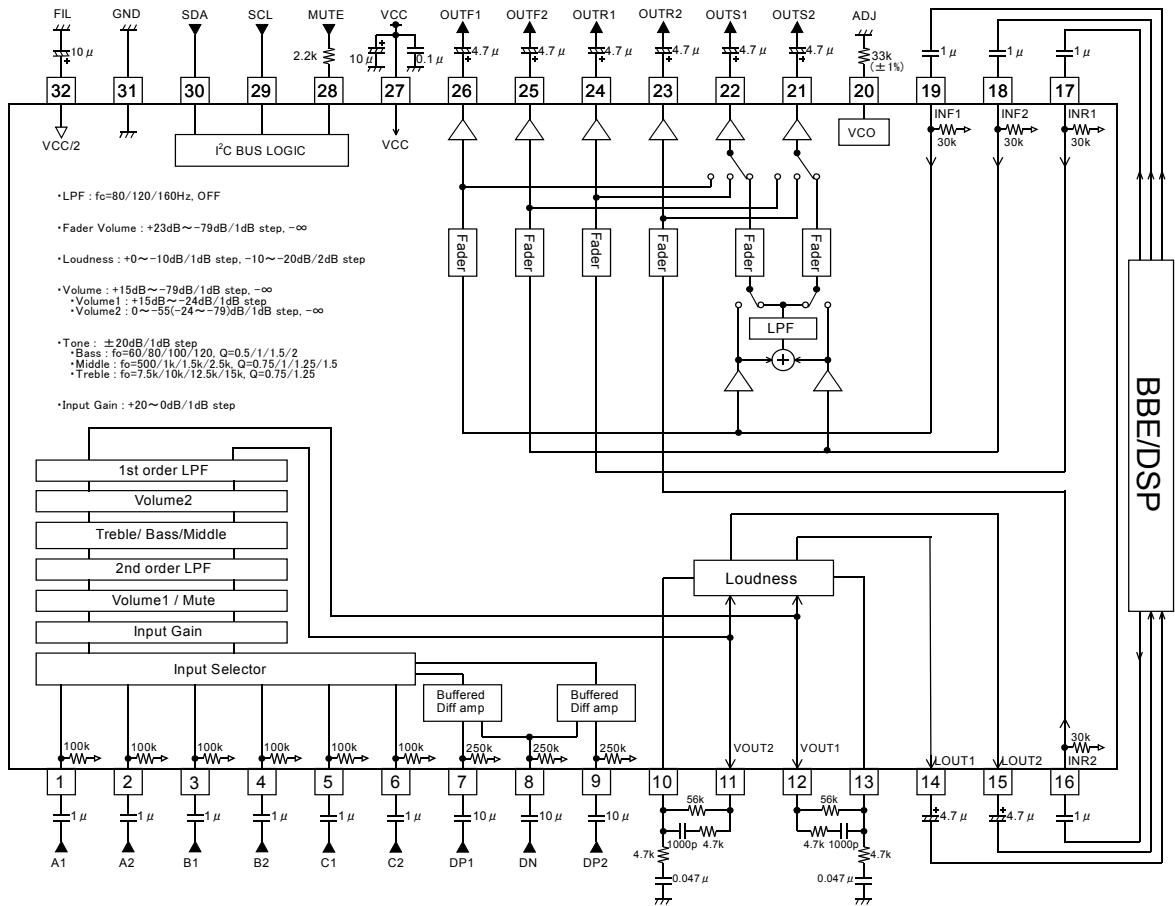 FIL GND SDA SCL MUTE VCC OUTF1 OUTF2 OUTR1 OUTR2 OUTS1 OUTS2 ADJ
10μ 2.2k 10μ 0.1μ 4.7μ 4.7μ 4.7μ 4.7μ 4.7μ 4.7μ 33k (±1%) 1μ 1μ 1μ
32 31 30 29 28 27 26 25 24 23 22 21 20 19 18 17
VCC/2
I²C BUS LOGIC
VCC
VCO
INF1 INF2 INR1
30k 30k 30k
・LPF : fc=80/120/160Hz, OFF
・Fader Volume : +23dB~-79dB/1dB step, -∞
・Loudness : +0~-10dB/1dB step, -10~-20dB/2dB step
・Volume : +15dB~-79dB/1dB step, -∞
・Volume1 : +15dB~-24dB/1dB step
・Volume2 : 0~-55(-24~-79)dB/1dB step, -∞
・Tone : ±20dB/1dB step
・Bass : fo=60/80/100/120, Q=0.5/1/1.5/2
・Middle : fo=500/1k/1.5k/2.5k, Q=0.75/1/1.25/1.5
・Treble : fo=7.5k/10k/12.5k/15k, Q=0.75/1.25
・Input Gain : +20~0dB/1dB step
Fader Fader Fader Fader Fader Fader
LPF
+
BBE/DSP
1st order LPF
Volume2
Treble/ Bass/Middle
2nd order LPF
Volume1 / Mute
Input Gain
Input Selector
Loudness
Buffered Diff amp
Buffered Diff amp
100k 100k 100k 100k 100k 100k 250k 250k 250k
VOUT2 VOUT1 LOUT1 LOUT2 30k INR2
1 2 3 4 5 6 7 8 9 10 11 12 13 14 15 16
1μ 1μ 1μ 1μ 1μ 1μ 10μ 10μ 10μ
56k 56k 4.7μ 4.7μ 1μ
1000p 4.7k 4.7k 1000p
4.7k 4.7k
0.047μ 0.047μ
A1 A2 B1 B2 C1 C2 DP1 DN DP2